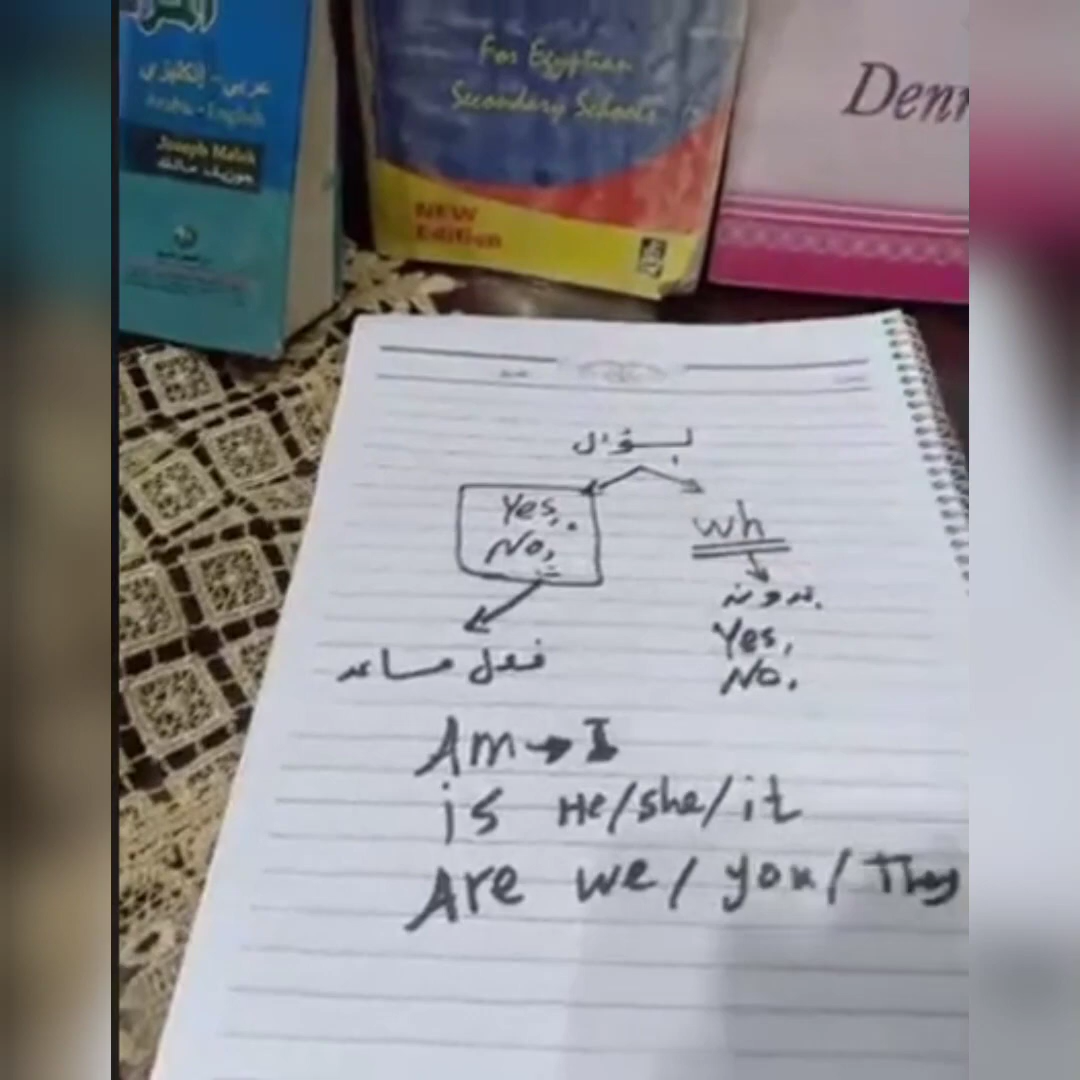 عربي - إنكليزي
Arabic - English
Joseph Malek
جوزيف مالك
For Egyptian
Secondary Schools
NEW
Edition
Denn
السؤال
Yes,
No,
فعل مساعد
wh
بدون
Yes,
No.
Am → I
is He/she/it
Are we / you / They